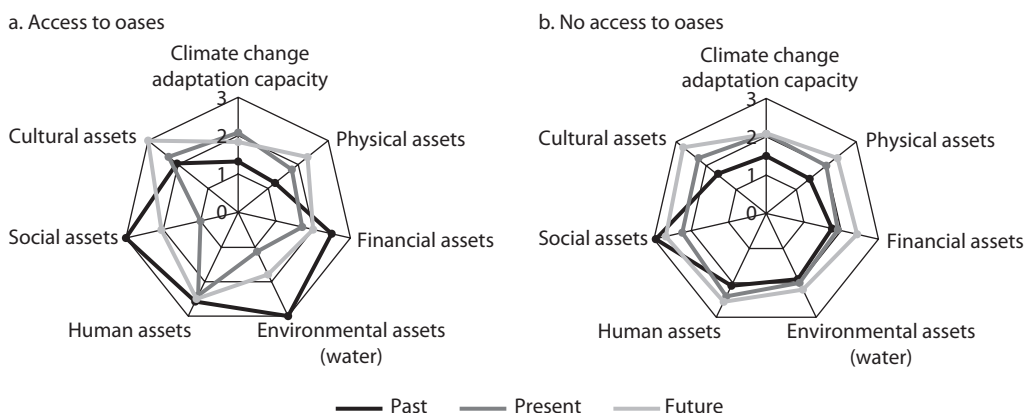 a. Access to oases
Climate change
adaptation capacity
3
2
1
0
Cultural assets
Physical assets
Social assets
Financial assets
Human assets
Environmental assets
(water)
b. No access to oases
Climate change
adaptation capacity
3
2
1
0
Cultural assets
Physical assets
Social assets
Financial assets
Human assets
Environmental assets
(water)
Past Present Future